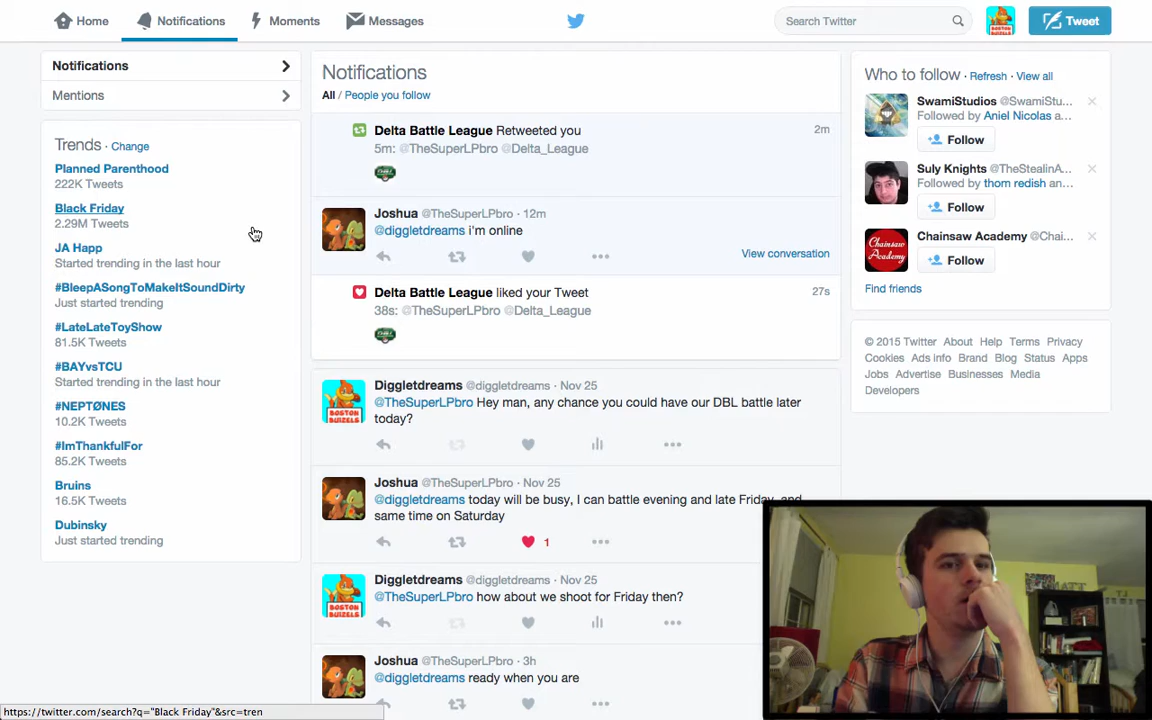 Home
Notifications
Moments
Messages
Search Twitter
Tweet
Notifications
Mentions
Trends · Change
Planned Parenthood
222K Tweets
Black Friday
2.29M Tweets
JA Happ
Started trending in the last hour
#BleepASongToMakeItSoundDirty
Just started trending
#LateLateToyShow
81.5K Tweets
#BAYvsTCU
Started trending in the last hour
#NEPTØNES
10.2K Tweets
#ImThankfulFor
85.2K Tweets
Bruins
16.5K Tweets
Dubinsky
Just started trending
Notifications
All / People you follow
Delta Battle League Retweeted you 2m
5m: @TheSuperLPbro @Delta_League
Joshua @TheSuperLPbro · 12m
@diggletdreams i'm online
View conversation
Delta Battle League liked your Tweet 27s
38s: @TheSuperLPbro @Delta_League
BOSTON
BUIZELS
Diggletdreams @diggletdreams · Nov 25
@TheSuperLPbro Hey man, any chance you could have our DBL battle later
today?
Joshua @TheSuperLPbro · Nov 25
@diggletdreams today will be busy, I can battle evening and late Friday, and
same time on Saturday
1
BOSTON
BUIZELS
Diggletdreams @diggletdreams · Nov 25
@TheSuperLPbro how about we shoot for Friday then?
Joshua @TheSuperLPbro · 3h
@diggletdreams ready when you are
Who to follow · Refresh · View all
SwamiStudios @SwamiStu...
Followed by Aniel Nicolas a...
Follow
Suly Knights @TheStealinA...
Followed by thom redish an...
Follow
Chainsaw
Academy
Chainsaw Academy @Chai...
Follow
Find friends
© 2015 Twitter About Help Terms Privacy
Cookies Ads info Brand Blog Status Apps
Jobs Advertise Businesses Media
Developers
https://twitter.com/search?q="Black Friday"&src=tren